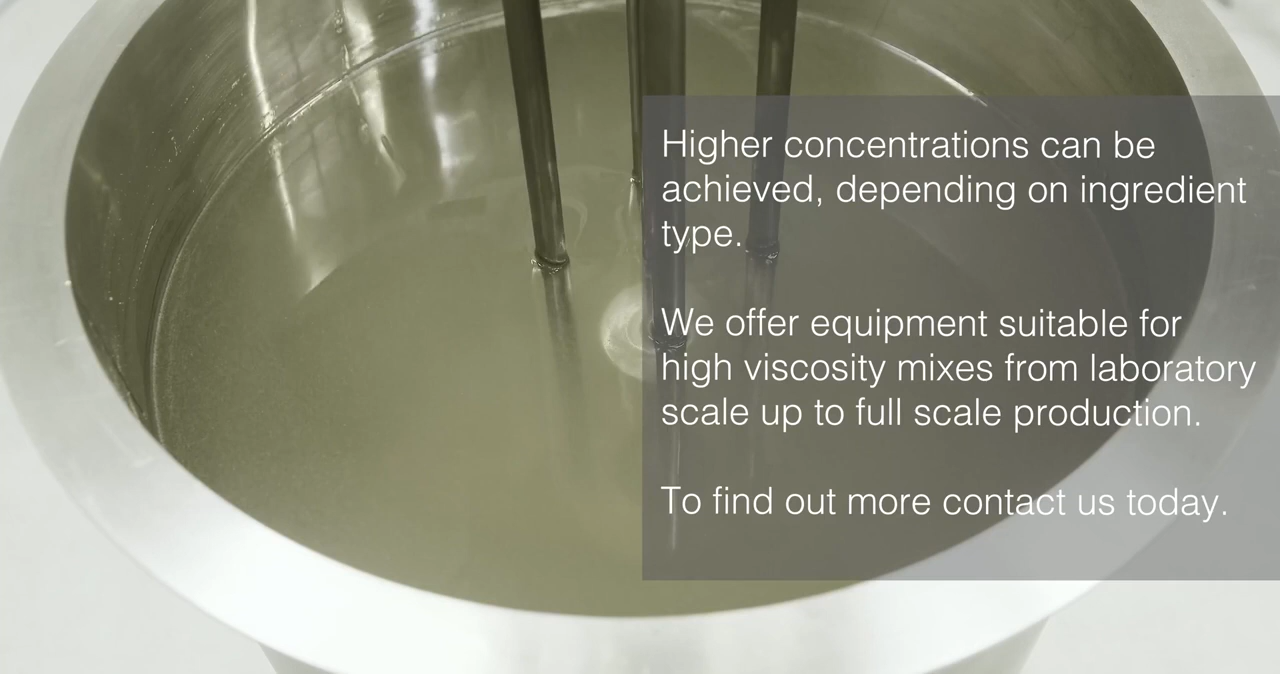 Higher concentrations can be
achieved, depending on ingredient
type.
We offer equipment suitable for
high viscosity mixes from laboratory
scale up to full scale production.
To find out more contact us today.